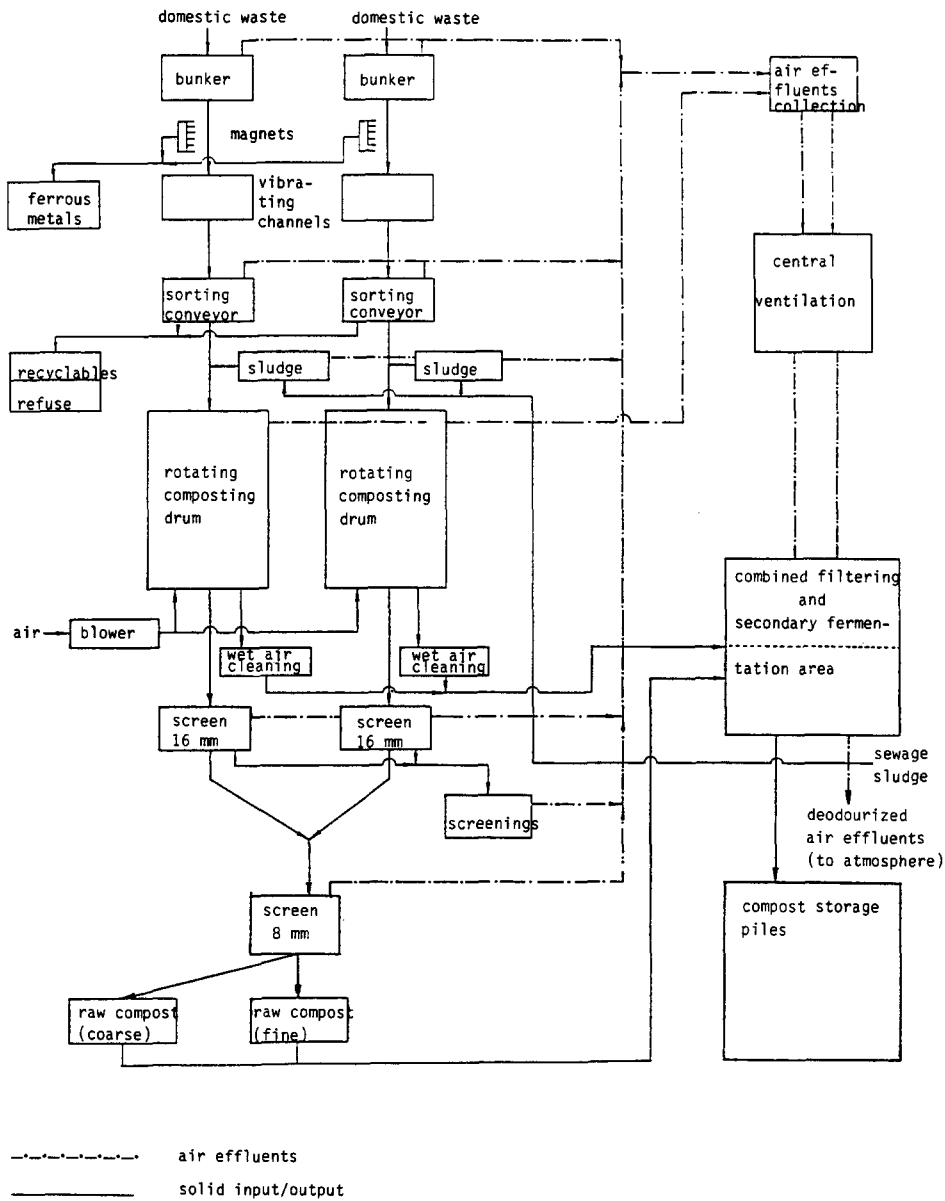 domestic waste
domestic waste
bunker
bunker
air ef-
fluents
collection
magnets
ferrous
metals
vibra-
ting
channels
central
ventilation
sorting
conveyor
sorting
conveyor
recyclables
refuse
sludge
sludge
rotating
composting
drum
rotating
composting
drum
combined filtering
and
secondary fermen-
tation area
air
blower
wet air
cleaning
wet air
cleaning
screen
16 mm
screen
16 mm
sewage
sludge
screenings
deodourized
air effluents
(to atmosphere)
screen
8 mm
compost storage
piles
raw compost
(coarse)
raw compost
(fine)
air effluents
solid input/output